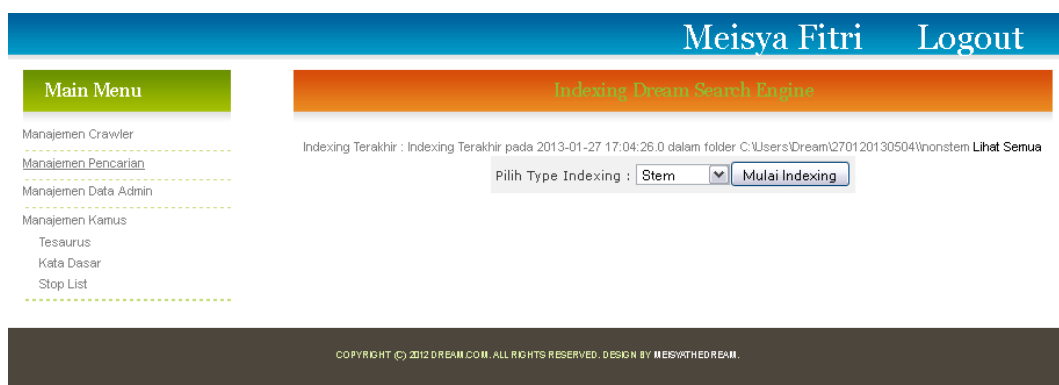 Meisya Fitri Logout
Main Menu
Indexing Dream Search Engine
Manajemen Crawler
Manajemen Pencarian
Manajemen Data Admin
Manajemen Kamus
Tesaurus
Kata Dasar
Stop List
Indexing Terakhir : Indexing Terakhir pada 2013-01-27 17:04:26.0 dalam folder C:\Users\Dream\270120130504\\nonstem Lihat Semua
Pilih Type Indexing : Stem Mulai Indexing
COPYRIGHT (C) 2012 DREAM.COM. ALL RIGHTS RESERVED. DESIGN BY MEISYATHEDREAM.